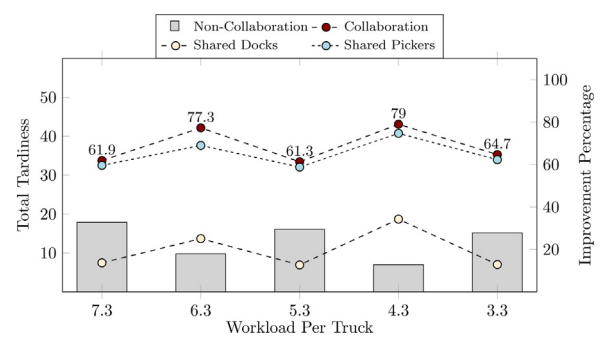 Non-Collaboration Collaboration
Shared Docks Shared Pickers
Total Tardiness
50
40
30
20
10
61.9 77.3 61.3 79 64.7
100
80
60
40
20
Improvement Percentage
7.3 6.3 5.3 4.3 3.3
Workload Per Truck